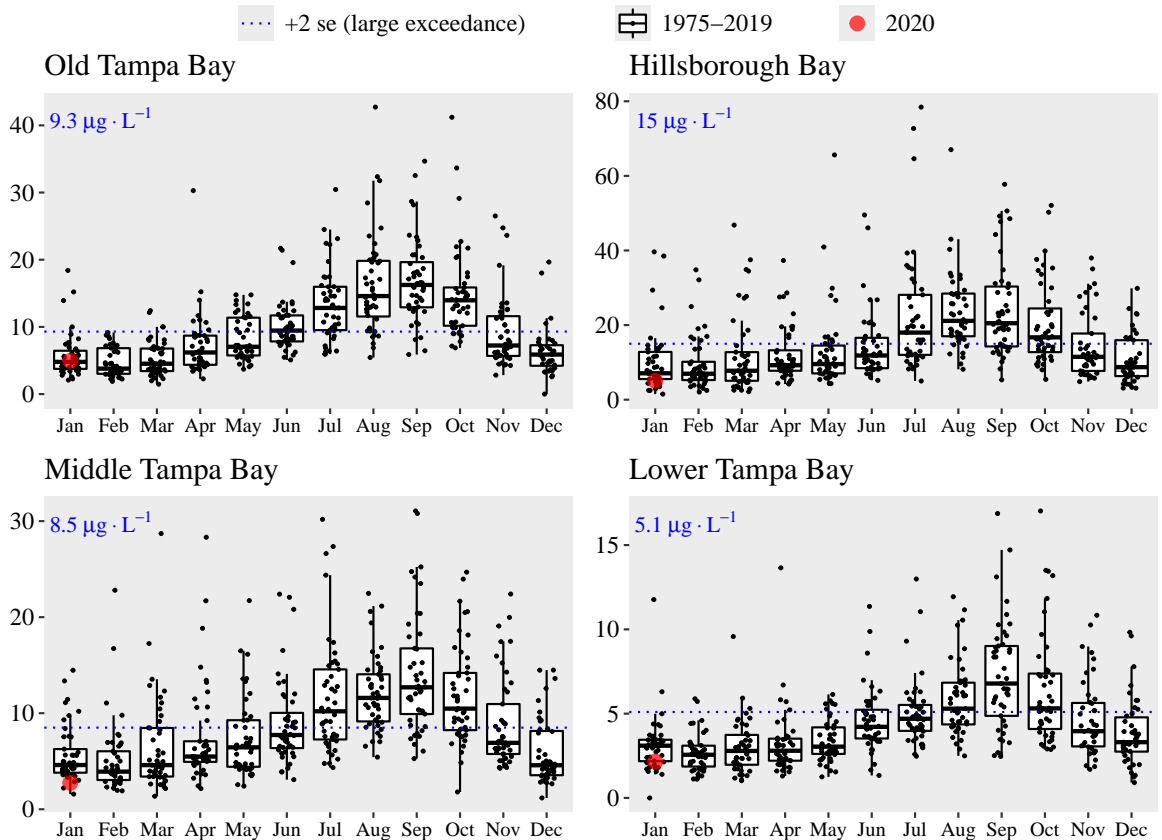 +2 se (large exceedance) 1975–2019 2020
Old Tampa Bay
9.3 µg · L⁻¹
40
30
20
10
0
Jan Feb Mar Apr May Jun Jul Aug Sep Oct Nov Dec
Hillsborough Bay
15 µg · L⁻¹
80
60
40
20
0
Jan Feb Mar Apr May Jun Jul Aug Sep Oct Nov Dec
Middle Tampa Bay
8.5 µg · L⁻¹
30
20
10
0
Jan Feb Mar Apr May Jun Jul Aug Sep Oct Nov Dec
Lower Tampa Bay
5.1 µg · L⁻¹
15
10
5
0
Jan Feb Mar Apr May Jun Jul Aug Sep Oct Nov Dec